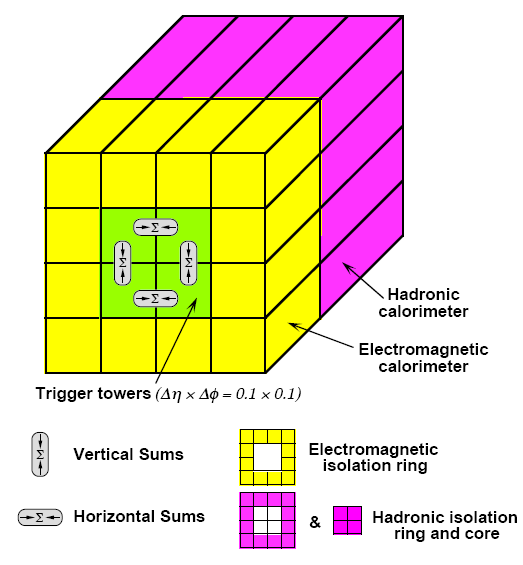 Σ
Σ
Σ
Σ
Hadronic
calorimeter
Electromagnetic
calorimeter
Trigger towers (Δη × Δϕ = 0.1 × 0.1)
Σ
Vertical Sums
Electromagnetic
isolation ring
Σ
Horizontal Sums
&
Hadronic isolation
ring and core